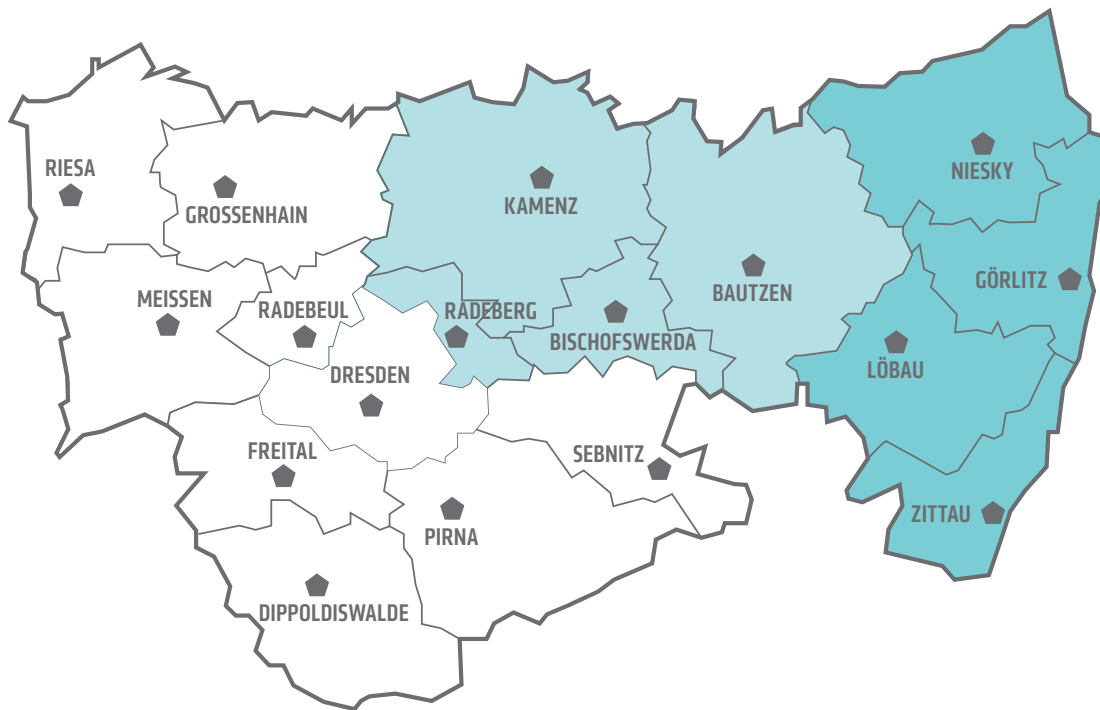 RIESA
GROSSENHAIN
KAMENZ
NIESKY
MEISSEN
RADEBEUL
RADEBERG
BISCHOFSWERDA
BAUTZEN
GÖRLITZ
DRESDEN
LÖBAU
FREITAL
SEBNITZ
PIRNA
ZITTAU
DIPPOLDISWALDE